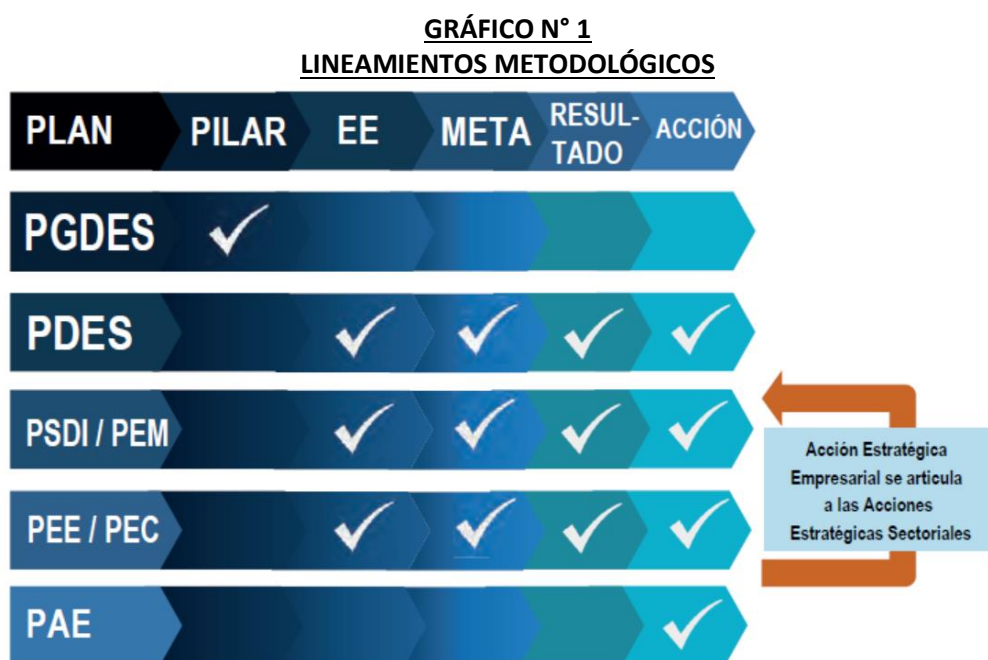 GRÁFICO N° 1
LINEAMIENTOS METODOLÓGICOS
PLAN PILAR EE META RESUL-
TADO ACCIÓN
PGDES
PDES
PSDI / PEM
Acción Estratégica
Empresarial se articula
a las Acciones
Estratégicas Sectoriales
PEE / PEC
PAE